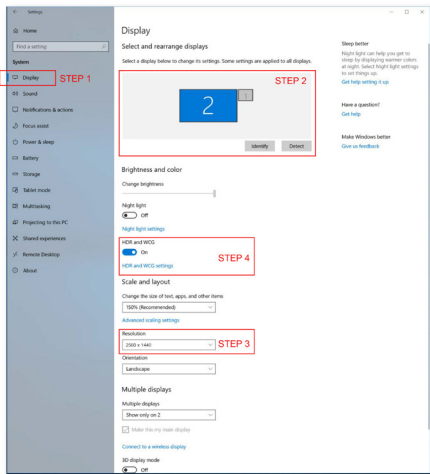 Settings
Home
Find a setting
System
Display
STEP 1
Sound
Notifications & actions
Focus assist
Power & sleep
Battery
Storage
Tablet mode
Multitasking
Projecting to this PC
Shared experiences
Remote Desktop
About
Display
Select and rearrange displays
Select a display below to change its settings. Some settings are applied to all displays.
STEP 2
2
1
Identify
Detect
Brightness and color
Change brightness
Night light
Off
Night light settings
HDR and WCG
On
HDR and WCG settings
STEP 4
Scale and layout
Change the size of text, apps, and other items
150% (Recommended)
Advanced scaling settings
Resolution
2560 x 1440
STEP 3
Orientation
Landscape
Multiple displays
Multiple displays
Show only on 2
Make this my main display
Connect to a wireless display
3D display mode
Off
Sleep better
Night light can help you get to
sleep by displaying warmer colors
at night. Select Night light settings
to set things up.
Get help setting it up
Have a question?
Get help
Make Windows better
Give us feedback